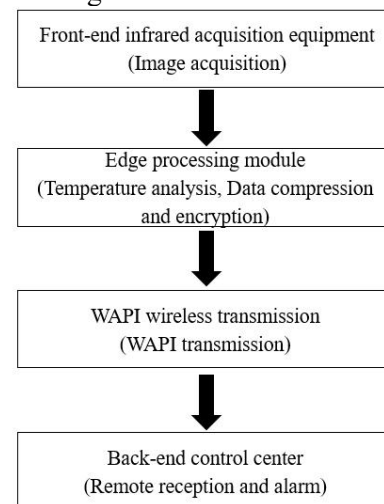 Front-end infrared acquisition equipment
(Image acquisition)
Edge processing module
(Temperature analysis, Data compression
and encryption)
WAPI wireless transmission
(WAPI transmission)
Back-end control center
(Remote reception and alarm)